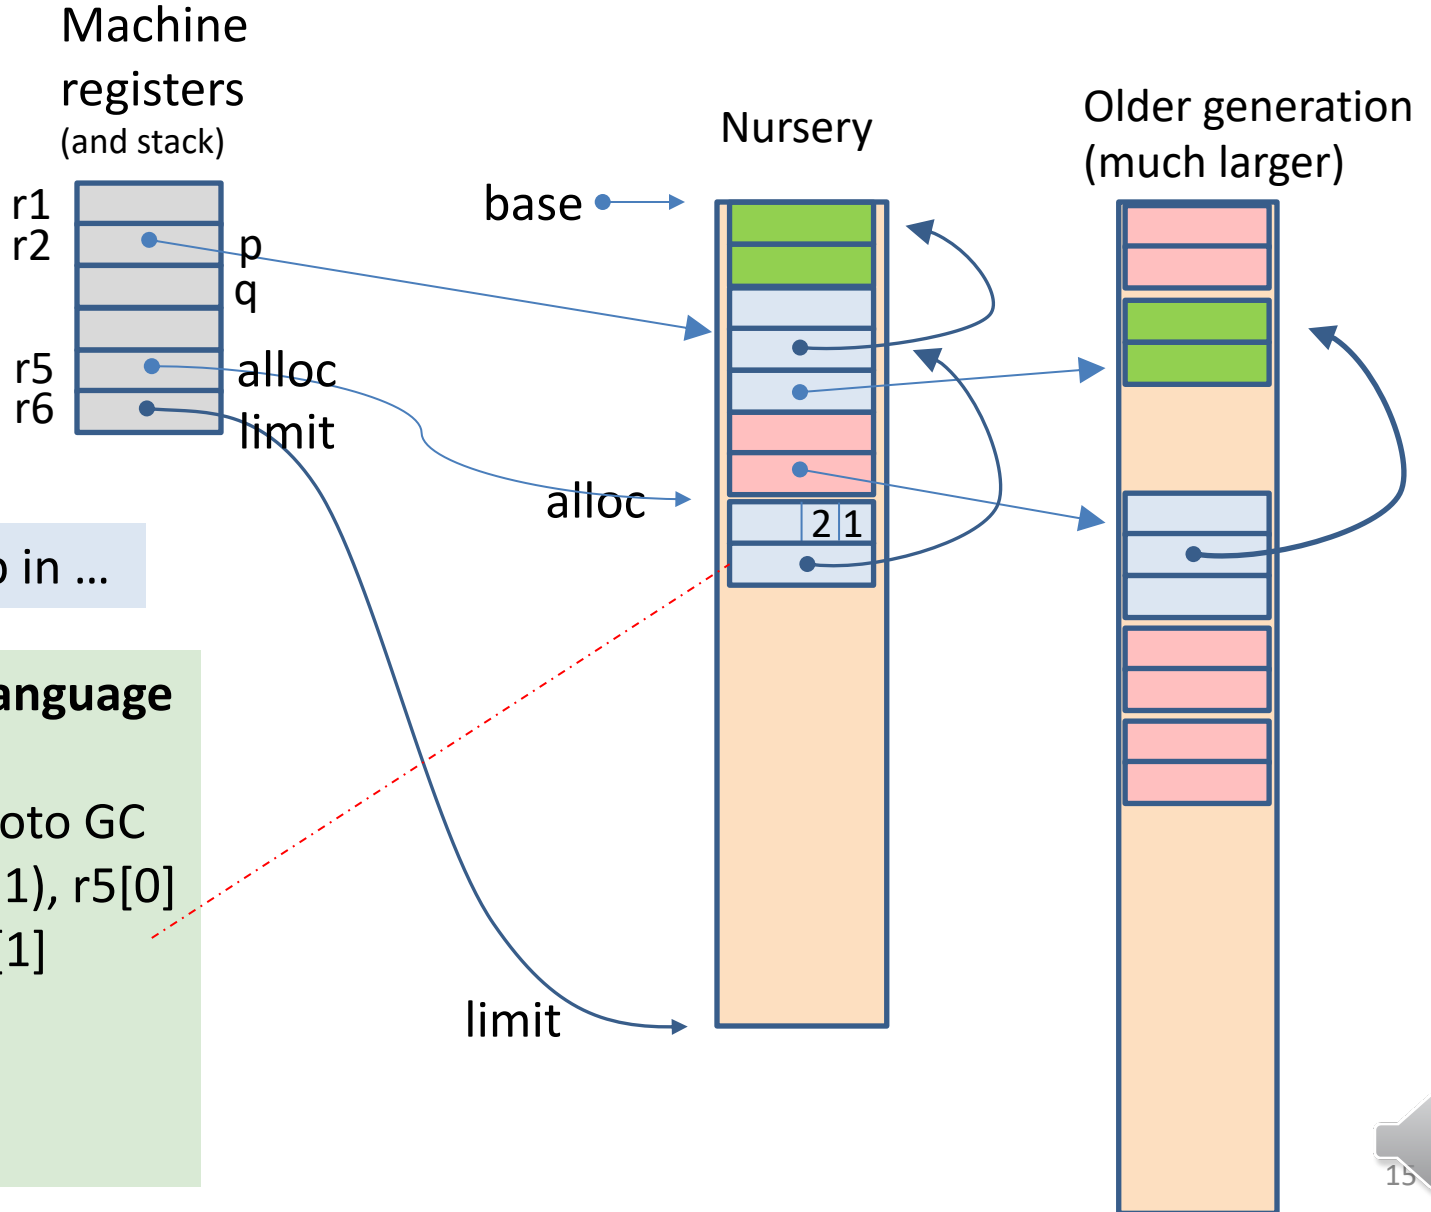 Machine
registers
(and stack)
r1
r2
r5
r6
p
q
alloc
limit
base
Nursery
Older generation
(much larger)
alloc
2 1
limit
in ...
anguage
oto GC
1), r5[0]
[1]
15